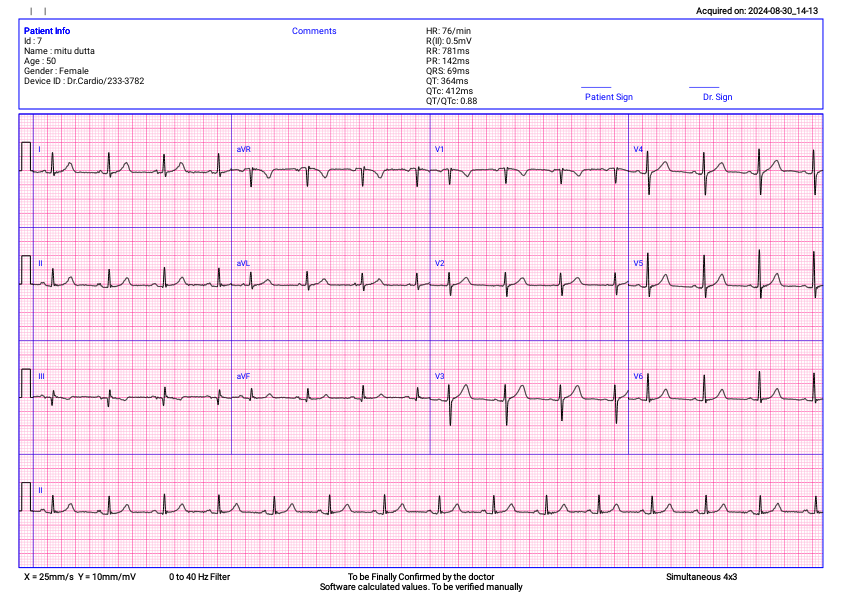 Acquired on: 2024-08-30_14-13
Patient Info
Id : 7
Name : mitu dutta
Age : 50
Gender : Female
Device ID : Dr.Cardio/233-3782
Comments
HR: 76/min
R(II): 0.5mV
RR: 781ms
PR: 142ms
QRS: 69ms
QT: 364ms
QTc: 412ms
QT/QTc: 0.88
Patient Sign
Dr. Sign
I
aVR
V1
V4
II
aVL
V2
V5
III
aVF
V3
V6
II
X = 25mm/s Y = 10mm/mV
0 to 40 Hz Filter
To be Finally Confirmed by the doctor
Simultaneous 4x3
Software calculated values. To be verified manually